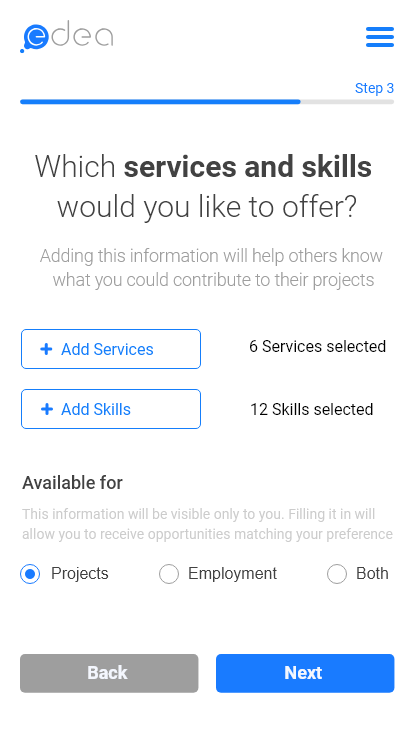 edea
Step 3
Which services and skills
would you like to offer?
Adding this information will help others know
what you could contribute to their projects
+ Add Services
6 Services selected
+ Add Skills
12 Skills selected
Available for
This information will be visible only to you. Filling it in will
allow you to receive opportunities matching your preference
Projects
Employment
Both
Back
Next